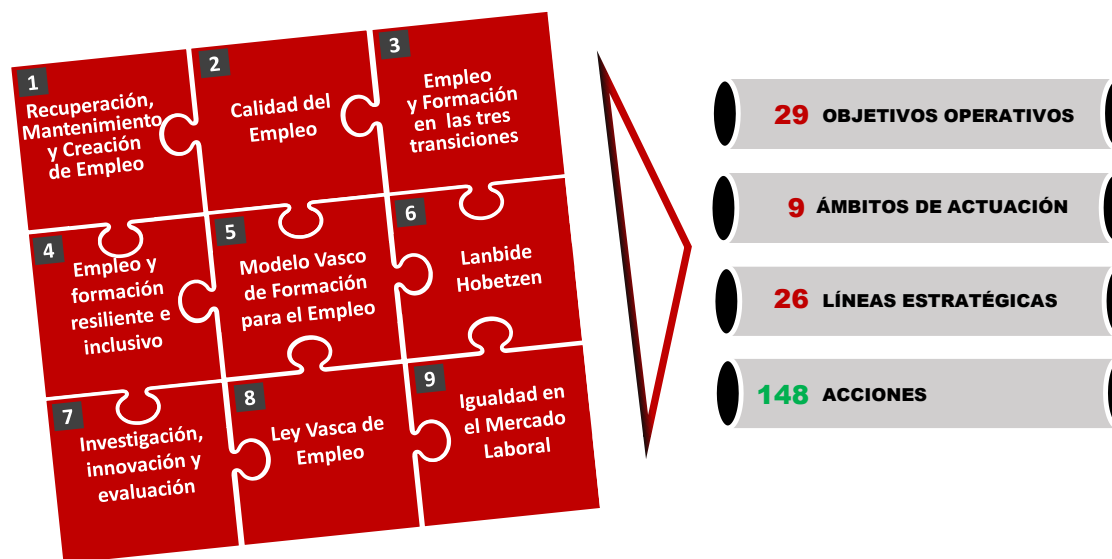 1
Recuperación,
Mantenimiento
y Creación
de Empleo
2
Calidad del
Empleo
3
Empleo
y Formación
en las tres
transiciones
4
Empleo y
formación
resiliente e
inclusivo
5
Modelo Vasco
de Formación
para el Empleo
6
Lanbide
Hobetzen
7
Investigación,
innovación y
evaluación
8
Ley Vasca de
Empleo
9
Igualdad en
el Mercado
Laboral
29 OBJETIVOS OPERATIVOS
9 ÁMBITOS DE ACTUACIÓN
26 LÍNEAS ESTRATÉGICAS
148 ACCIONES